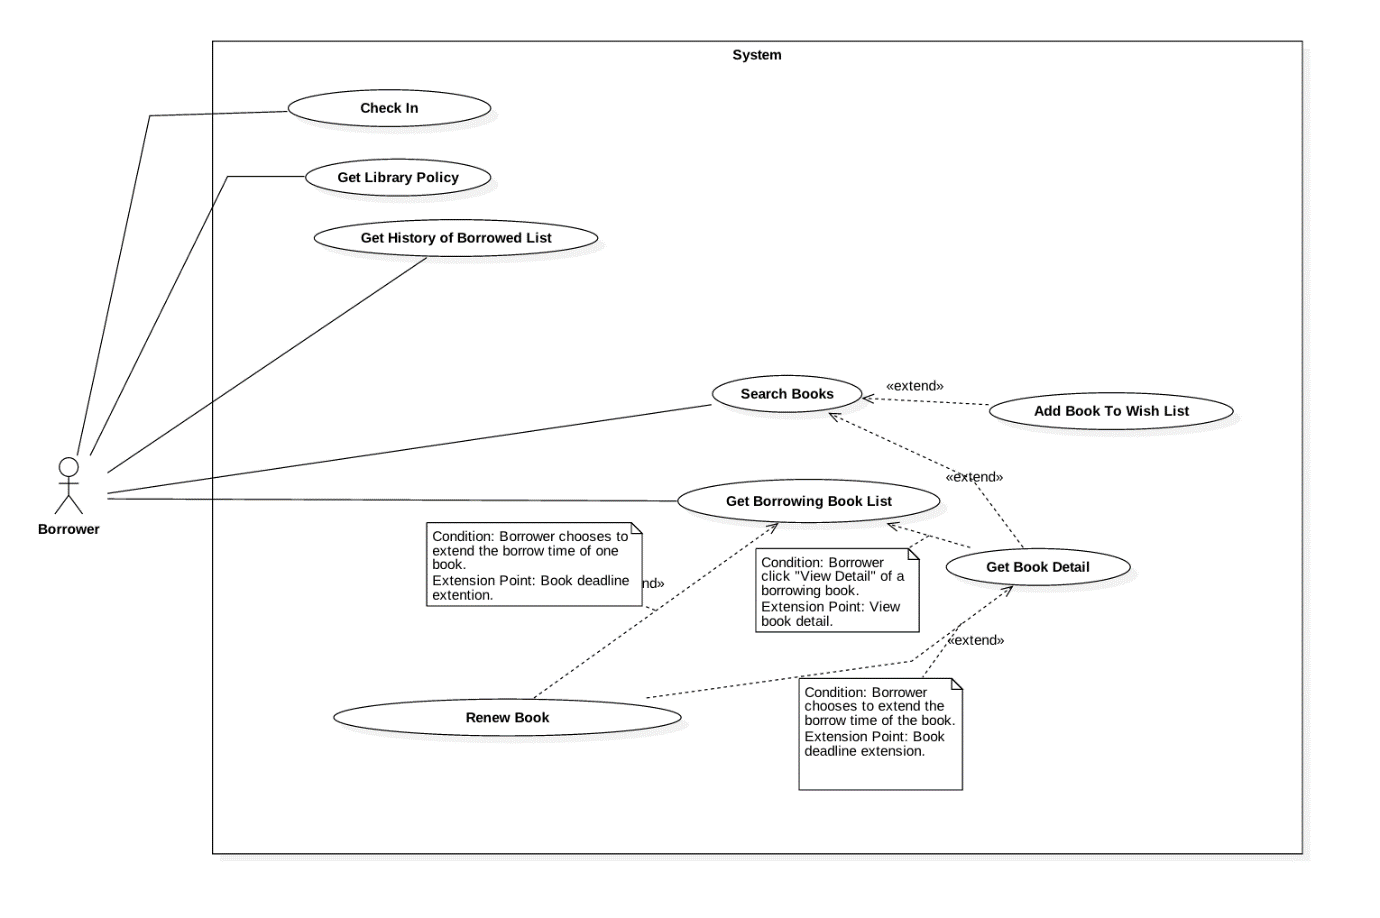 System
Check In
Get Library Policy
Get History of Borrowed List
«extend»
Search Books
Add Book To Wish List
«extend»
Get Borrowing Book List
Borrower
Condition: Borrower chooses to
extend the borrow time of one
book.
Extension Point: Book deadline
extention.
nd»
Condition: Borrower
click "View Detail" of a
borrowing book.
Extension Point: View
book detail.
Get Book Detail
«extend»
Condition: Borrower
chooses to extend the
borrow time of the book.
Extension Point: Book
deadline extension.
Renew Book